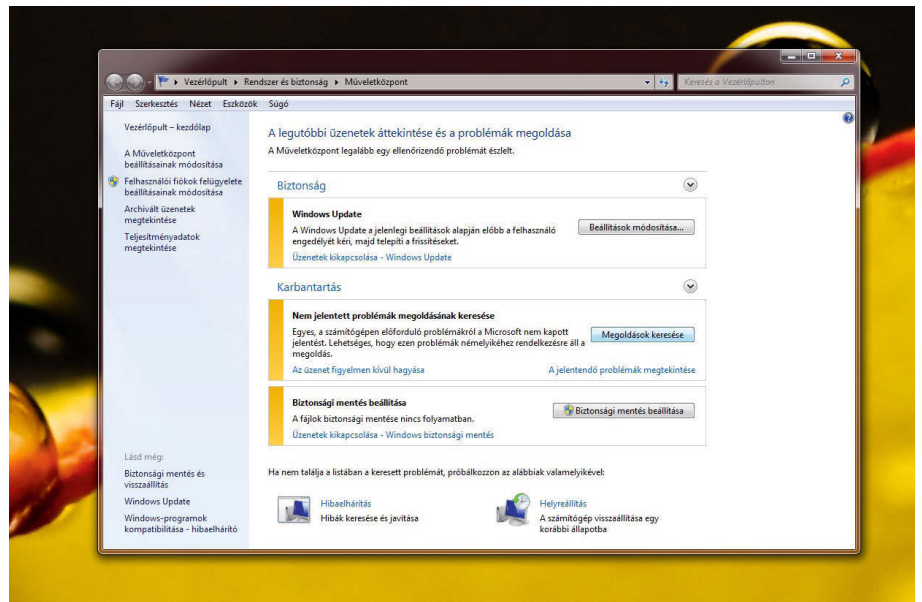 Vezérlőpult
Rendszer és biztonság
Műveletközpont
Keresés a Vezérlőpulton
Fájl Szerkesztés Nézet Eszközök Súgó
Vezérlőpult – kezdőlap
A Műveletközpont
beállításainak módosítása
Felhasználói fiókok felügyelete
beállításainak módosítása
Archivált üzenetek
megtekintése
Teljesítményadatok
megtekintése
A legutóbbi üzenetek áttekintése és a problémák megoldása
A Műveletközpont legalább egy ellenőrizendő problémát észlelt.
Biztonság
Windows Update
A Windows Update a jelenlegi beállítások alapján előbb a felhasználó
engedélyét kéri, majd telepíti a frissítéseket.
Beállítások módosítása...
Üzenetek kikapcsolása - Windows Update
Karbantartás
Nem jelentett problémák megoldásának keresése
Egyes, a számítógépen előforduló problémákról a Microsoft nem kapott
jelentést. Lehetséges, hogy ezen problémák némelyikéhez rendelkezésre áll a
megoldás.
Megoldások keresése
Az üzenet figyelmen kívül hagyása
A jelentendő problémák megtekintése
Biztonsági mentés beállítása
A fájlok biztonsági mentése nincs folyamatban.
Biztonsági mentés beállítása
Üzenetek kikapcsolása - Windows biztonsági mentés
Ha nem találja a listában a keresett problémát, próbálkozzon az alábbiak valamelyikével:
Hibaelhárítás
Hibák keresése és javítása
Helyreállítás
A számítógép visszaállítása egy
korábbi állapotba
Lásd még:
Biztonsági mentés és
visszaállítás
Windows Update
Windows-programok
kompatibilitása - hibaelhárító